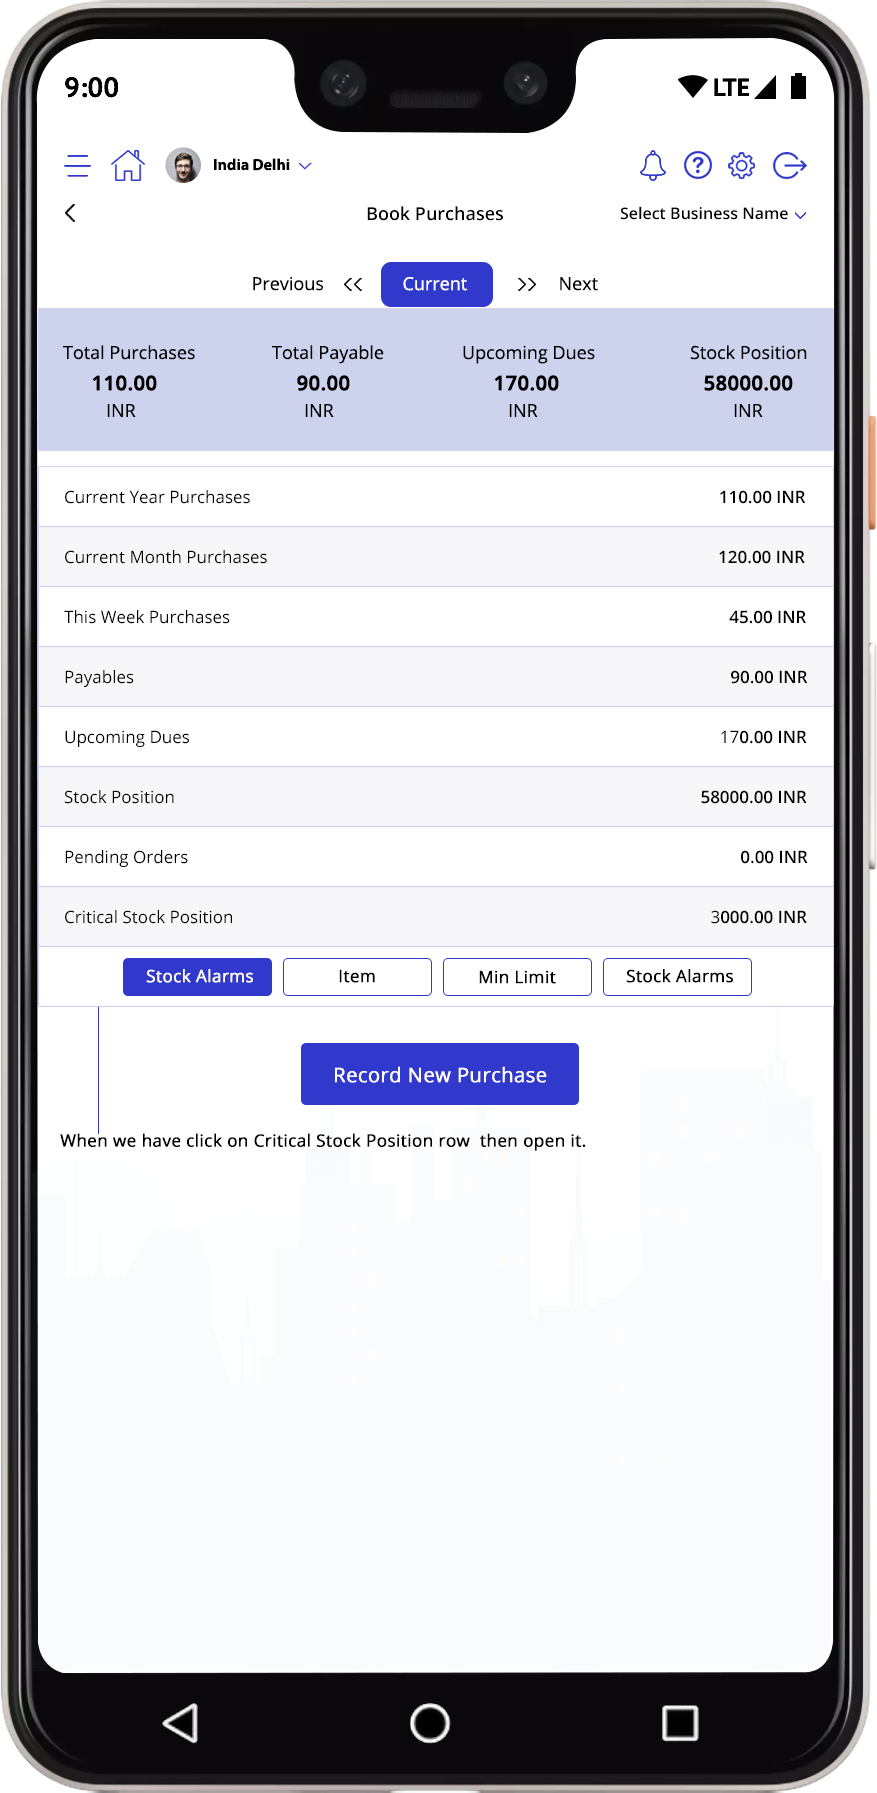 9:00 LTE
India Delhi
Book Purchases Select Business Name
Previous << Current >> Next
Total Purchases Total Payable Upcoming Dues Stock Position
110.00 90.00 170.00 58000.00
INR INR INR INR
Current Year Purchases 110.00 INR
Current Month Purchases 120.00 INR
This Week Purchases 45.00 INR
Payables 90.00 INR
Upcoming Dues 170.00 INR
Stock Position 58000.00 INR
Pending Orders 0.00 INR
Critical Stock Position 3000.00 INR
Stock Alarms Item Min Limit Stock Alarms
Record New Purchase
When we have click on Critical Stock Position row then open it.